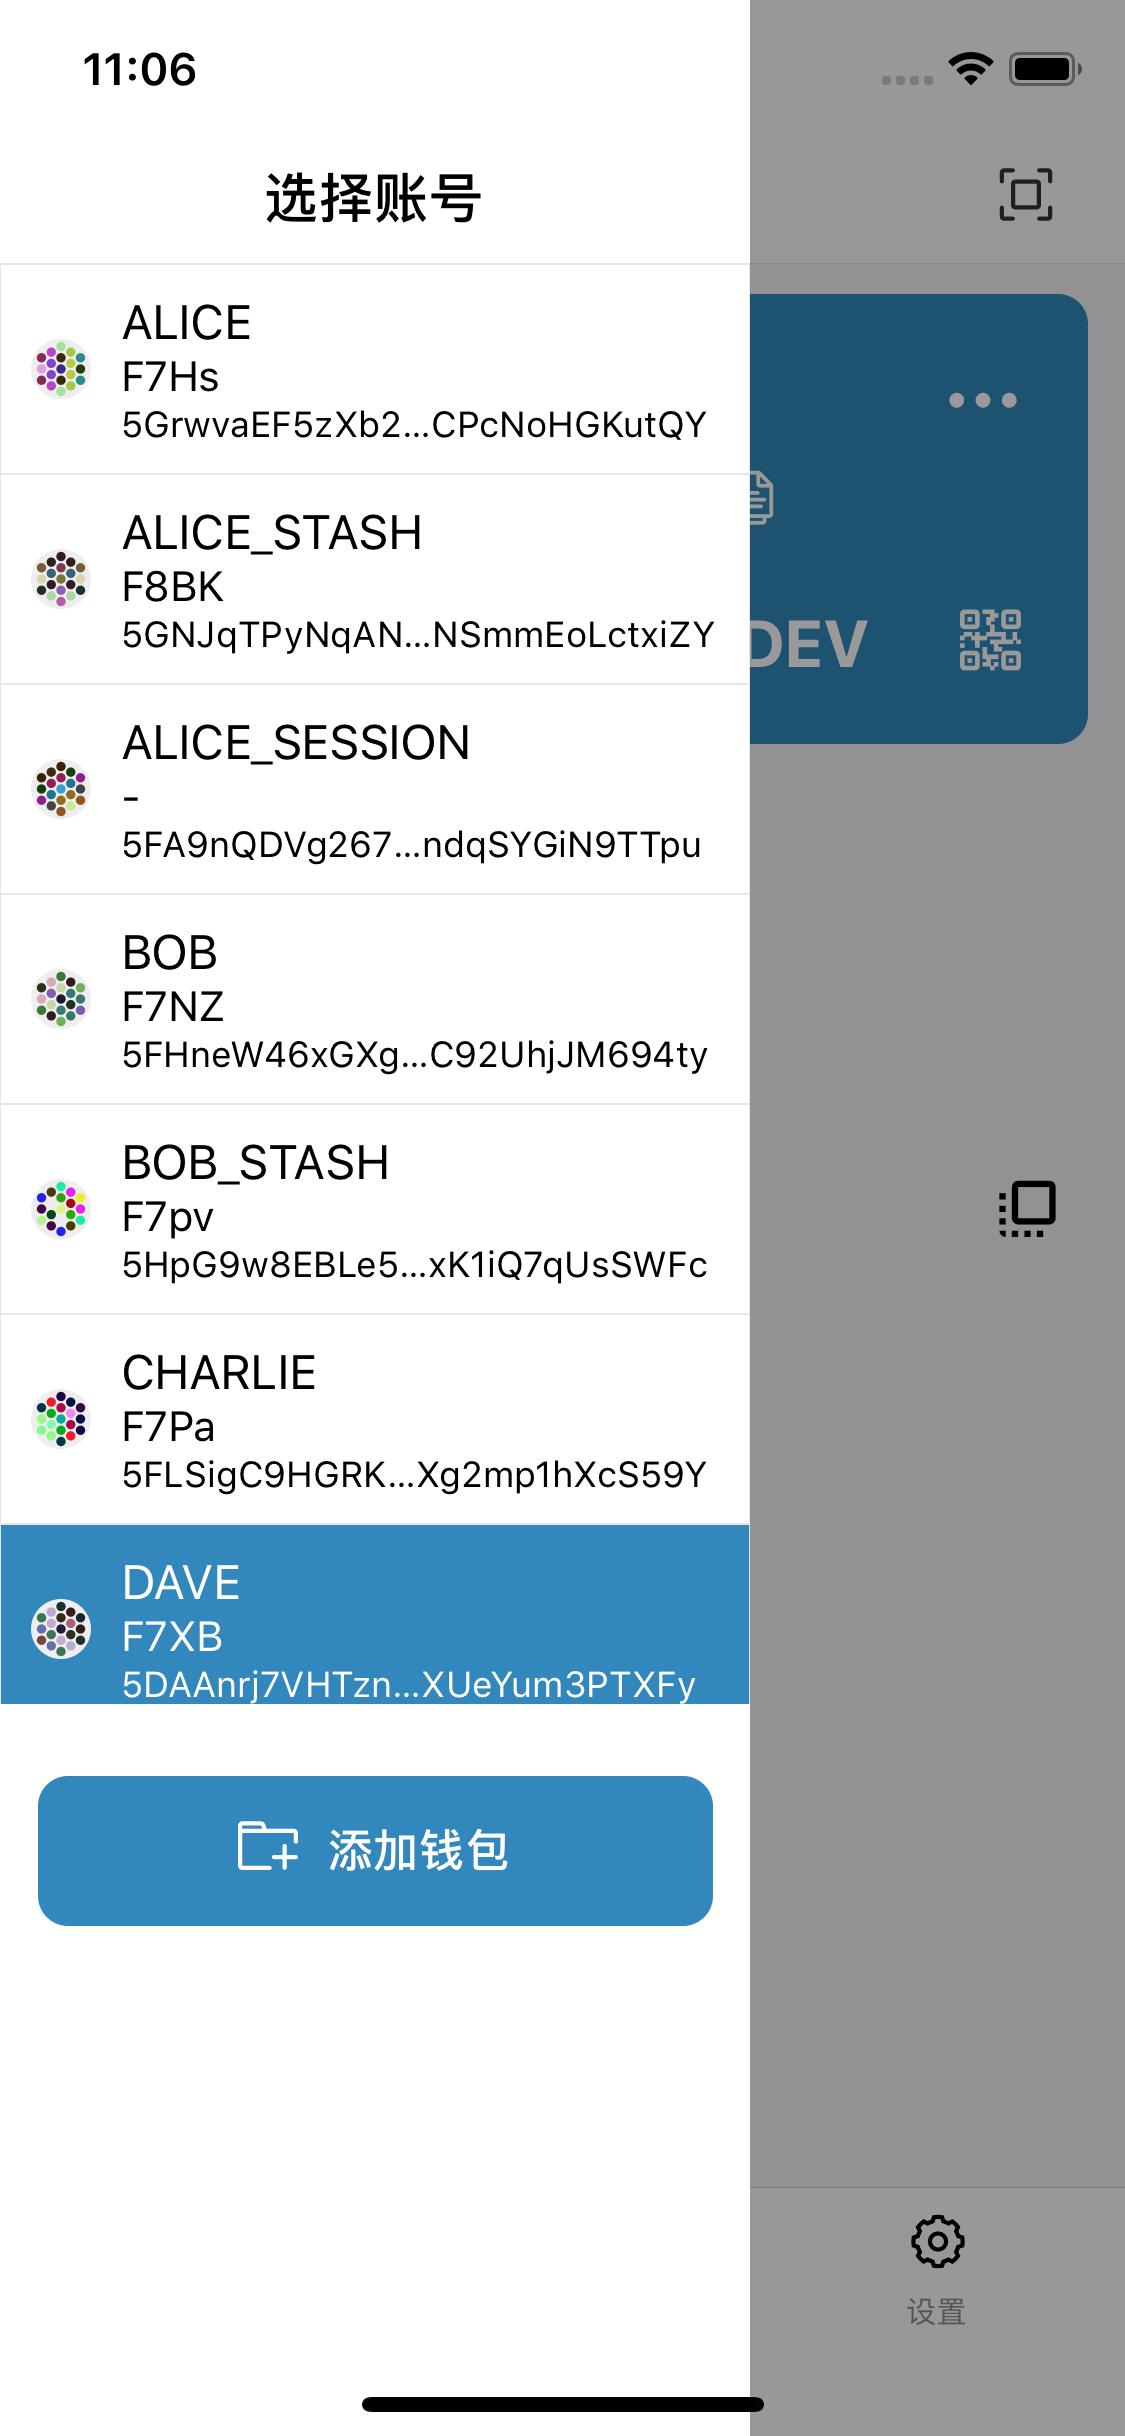 11:06
选择账号
ALICE
F7Hs
5GrwvaEF5zXb2...CPcNoHGKutQY
ALICE_STASH
F8BK
5GNJqTPyNqAN...NSmmEoLctxiZY
DEV
ALICE_SESSION
-
5FA9nQDVg267...ndqSYGiN9TTpu
BOB
F7NZ
5FHneW46xGXg...C92UhjJM694ty
BOB_STASH
F7pv
5HpG9w8EBLe5...xK1iQ7qUsSWFc
CHARLIE
F7Pa
5FLSigC9HGRK...Xg2mp1hXcS59Y
DAVE
F7XB
5DAAnrj7VHTzn...XUeYum3PTXFy
添加钱包
设置